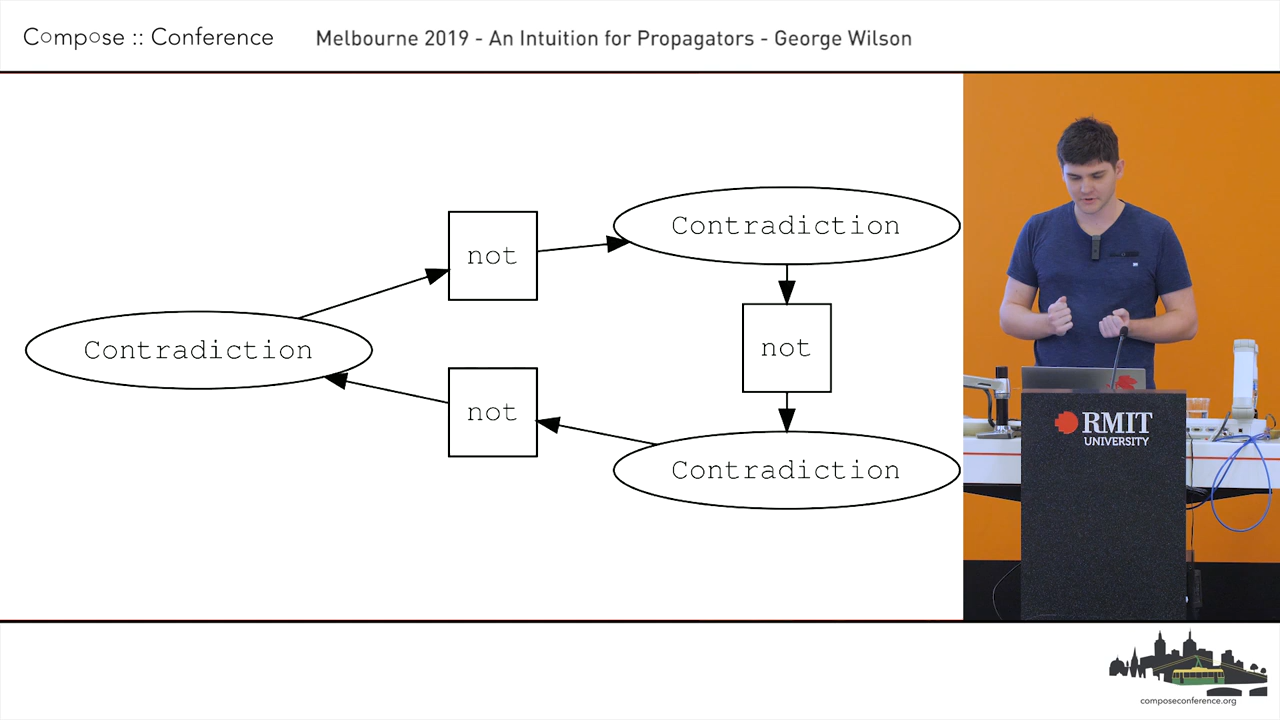 Compose :: Conference
Melbourne 2019 - An Intuition for Propagators - George Wilson
not
Contradiction
Contradiction
not
not
Contradiction
RMIT
UNIVERSITY
composeconference.org